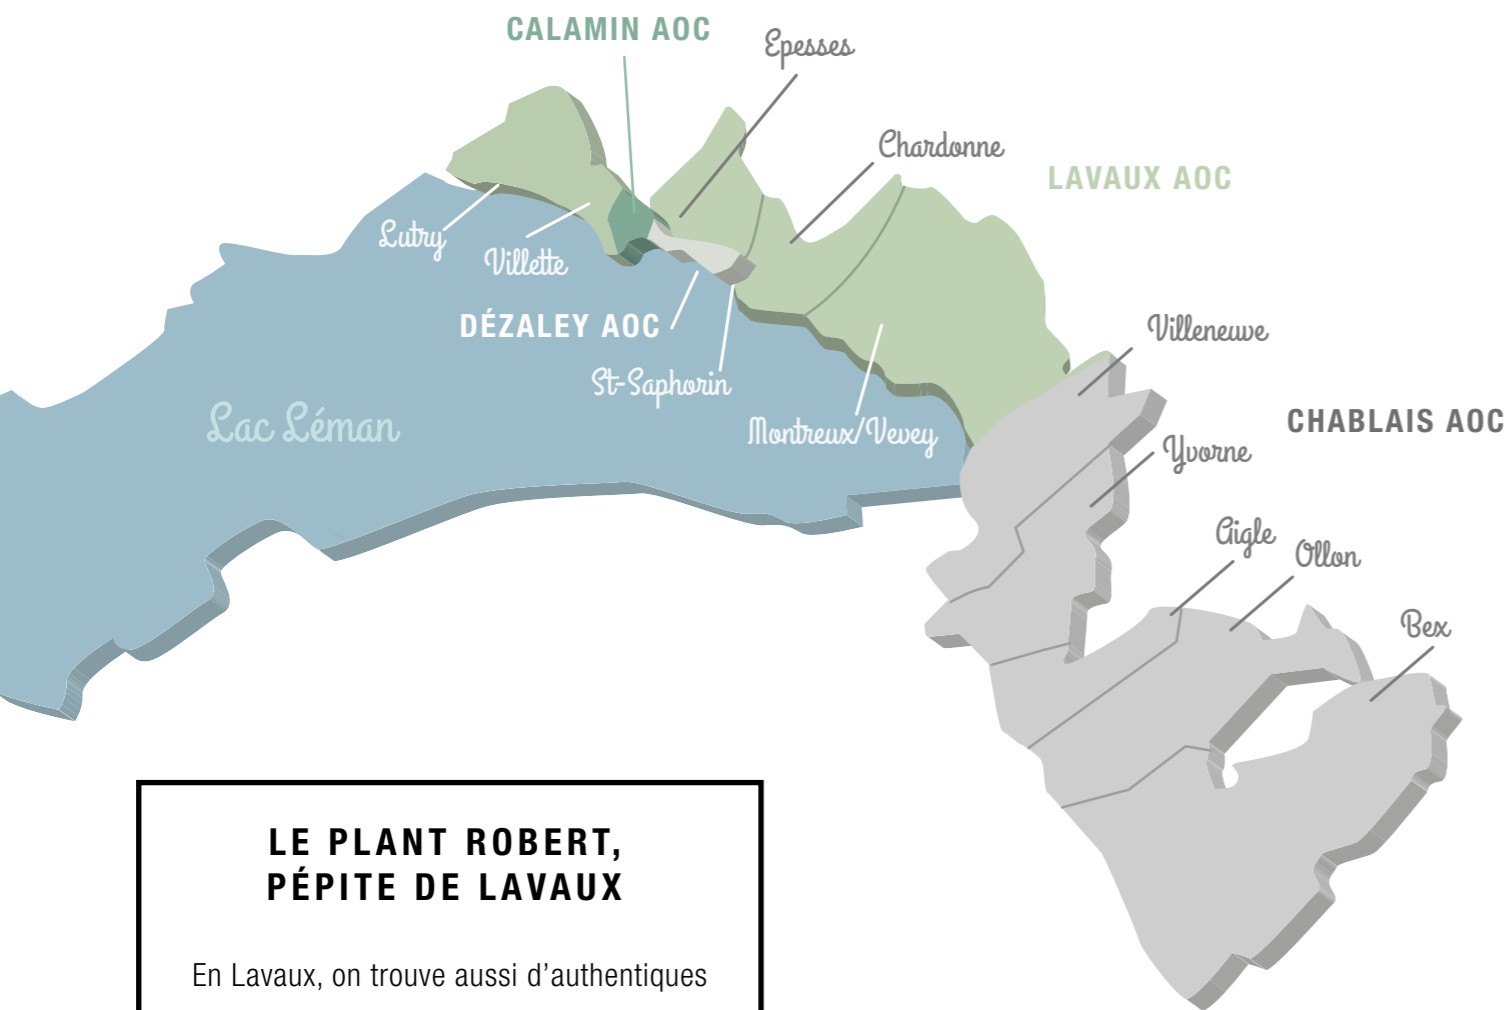 CALAMIN AOC
Epesses
Chardonne
LAVAUX AOC
Lutry
Villette
DÉZALEY AOC
St-Saphorin
Montreux/Vevey
Lac Léman
Villeneuve
CHABLAIS AOC
Yvorne
Aigle
Ollon
Bex
LE PLANT ROBERT,
PÉPITE DE LAVAUX
En Lavaux, on trouve aussi d'authentiques